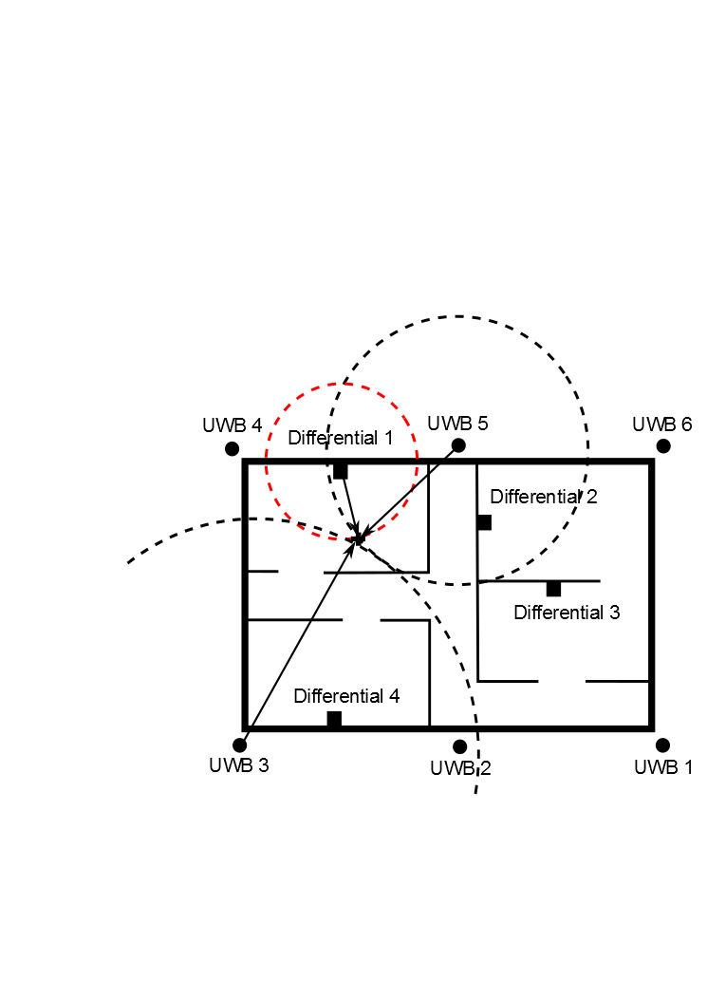 UWB 4
UWB 5
UWB 6
Differential 1
Differential 2
Differential 3
Differential 4
UWB 3
UWB 2
UWB 1